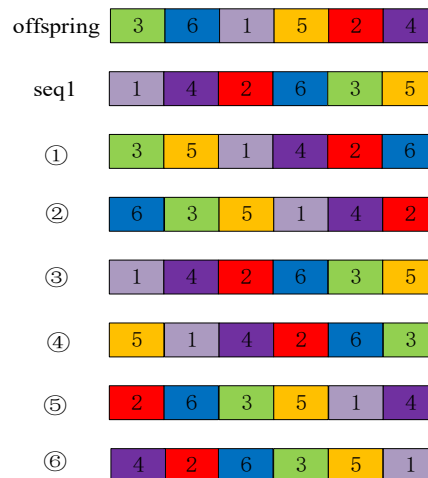 offspring 3 6 1 5 2 4
seq1 1 4 2 6 3 5
① 3 5 1 4 2 6
② 6 3 5 1 4 2
③ 1 4 2 6 3 5
④ 5 1 4 2 6 3
⑤ 2 6 3 5 1 4
⑥ 4 2 6 3 5 1